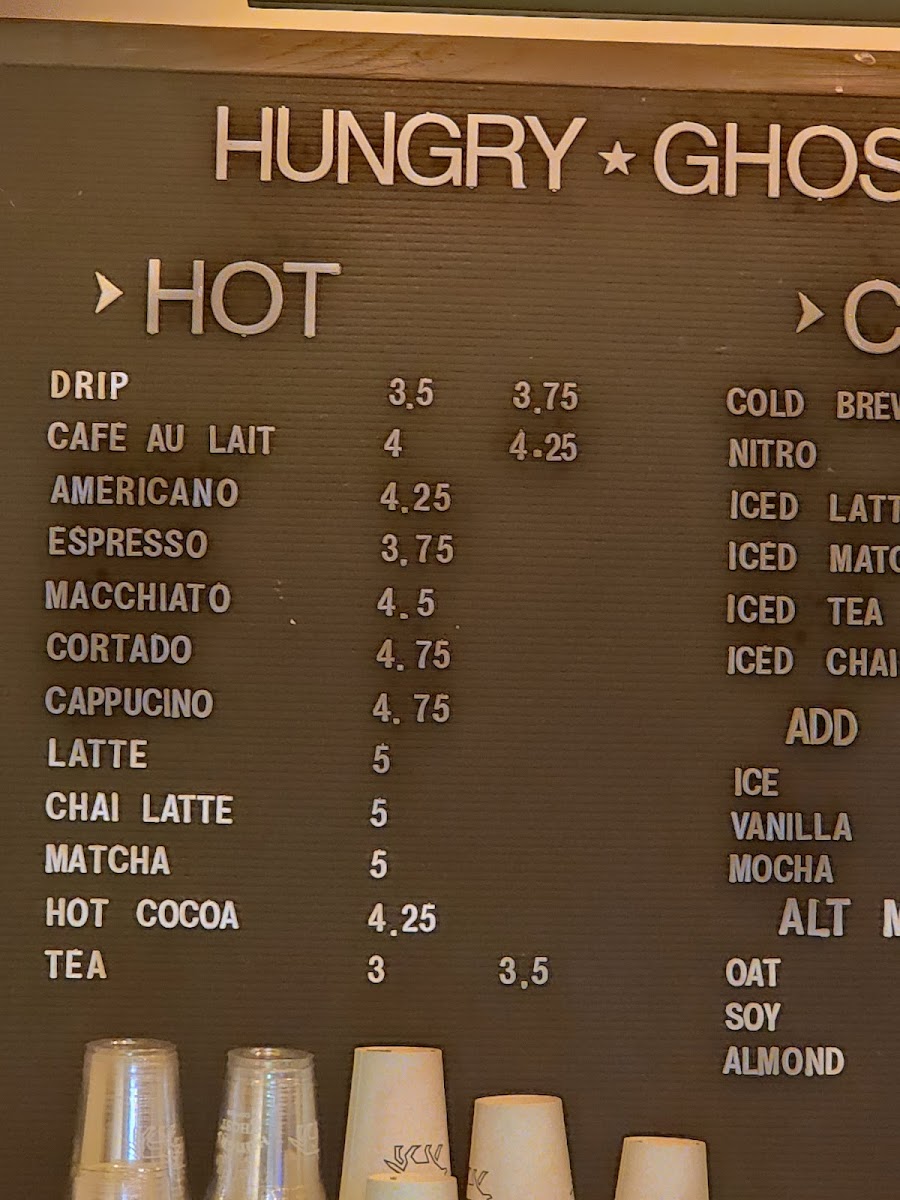 HUNGRY ★ GHOS
HOT
DRIP 3.5 3.75
CAFE AU LAIT 4 4.25
AMERICANO 4.25
ESPRESSO 3.75
MACCHIATO 4.5
CORTADO 4.75
CAPPUCINO 4.75
LATTE 5
CHAI LATTE 5
MATCHA 5
HOT COCOA 4.25
TEA 3 3.5
C
COLD BREW
NITRO
ICED LATT
ICED MATC
ICED TEA
ICED CHAI
ADD
ICE
VANILLA
MOCHA
ALT M
OAT
SOY
ALMOND